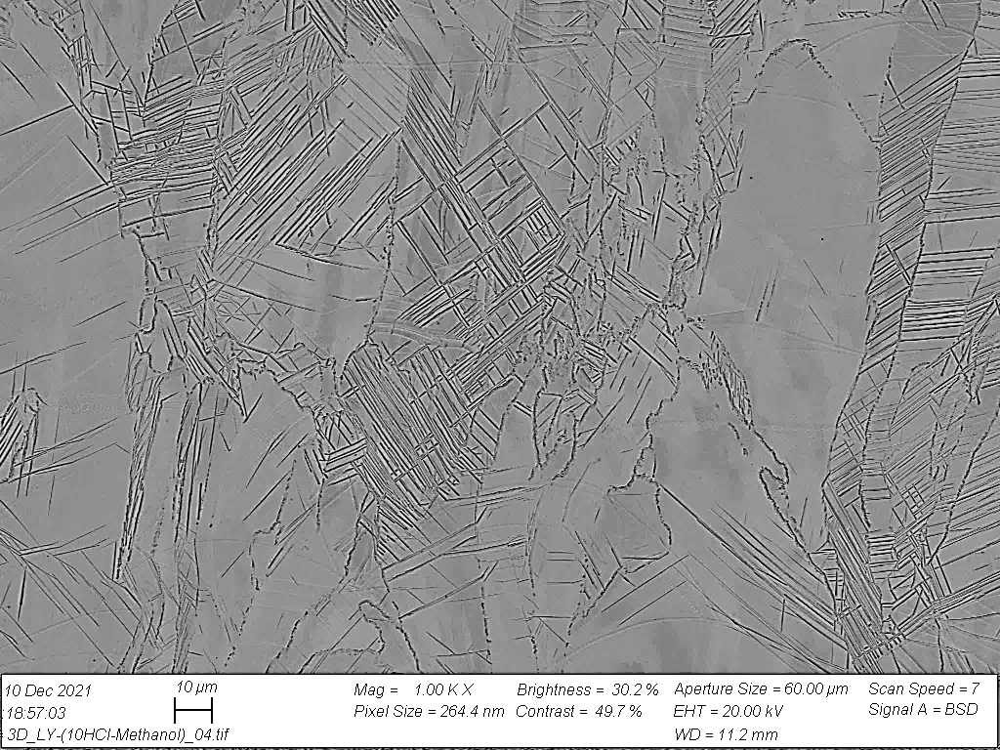 10 Dec 2021
18:57:03
3D_LY-(10HCl-Methanol)_04.tif
10 µm
Mag = 1.00 K X
Pixel Size = 264.4 nm
Brightness = 30.2 %
Contrast = 49.7 %
Aperture Size = 60.00 µm
EHT = 20.00 kV
WD = 11.2 mm
Scan Speed = 7
Signal A = BSD